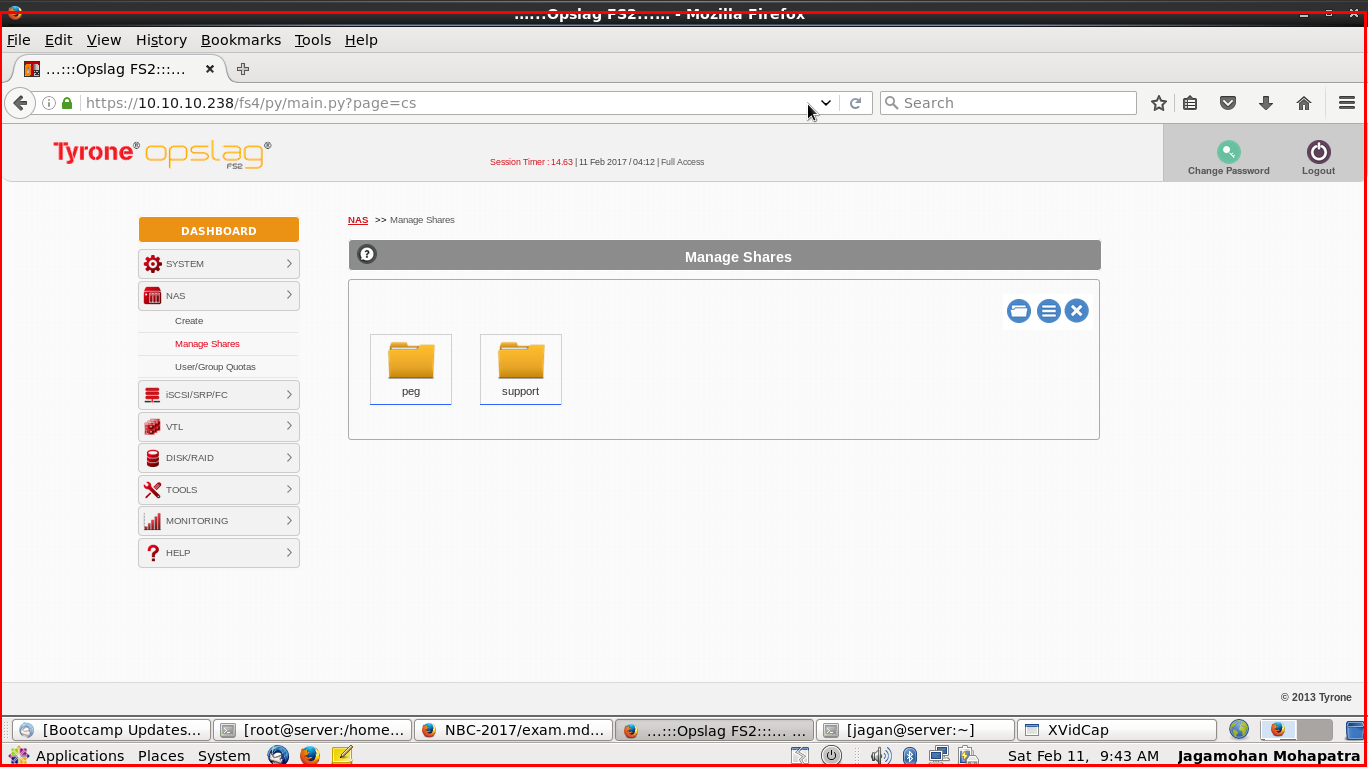 ...:::Opslag FS2:::... - Mozilla Firefox
File Edit View History Bookmarks Tools Help
...:::Opslag FS2:::...
https://10.10.10.238/fs4/py/main.py?page=cs
Search
Tyrone® opslag®
FS2
Session Timer : 14.63 | 11 Feb 2017 / 04:12 | Full Access
Change Password
Logout
DASHBOARD
SYSTEM
NAS
Create
Manage Shares
User/Group Quotas
iSCSI/SRP/FC
VTL
DISK/RAID
TOOLS
MONITORING
HELP
NAS >> Manage Shares
Manage Shares
peg
support
© 2013 Tyrone
[Bootcamp Updates...
[root@server:/home...
NBC-2017/exam.md...
...:::Opslag FS2:::... ...
[jagan@server:~]
XVidCap
Applications Places System
Sat Feb 11, 9:43 AM
Jagamohan Mohapatra